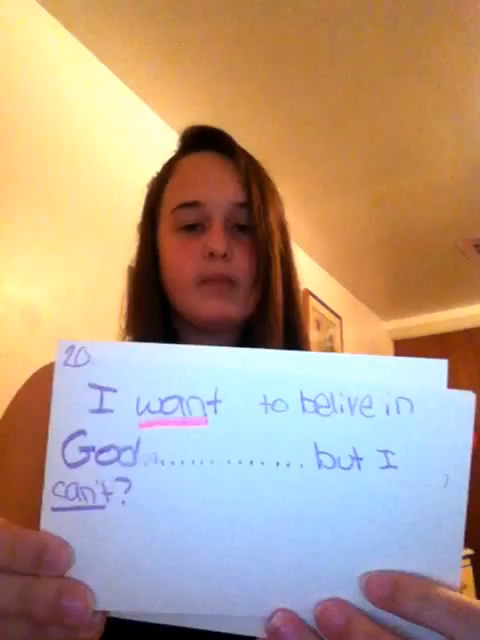 20.
I want to belive in
God.............. but I
can't?